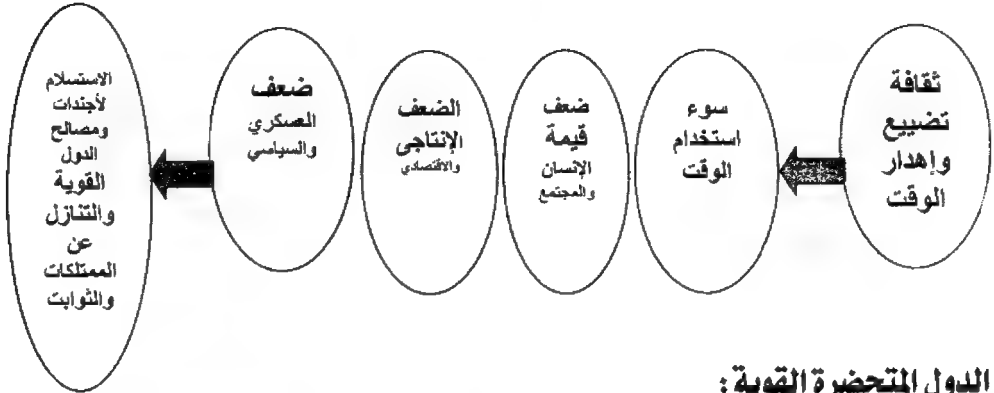 ثقافة
تضييع
وإهدار
الوقت
سوء
استخدام
الوقت
ضعف
قيمة
الإنسان
والمجتمع
الضعف
الإنتاجى
والاقتصادي
ضعف
العسكري
والسياسي
الاستسلام
لأجندات
ومصالح
الدول
القوية
والتنازل
عن
الممتلكات
والثوابت
الدول المتحضرة القوية :